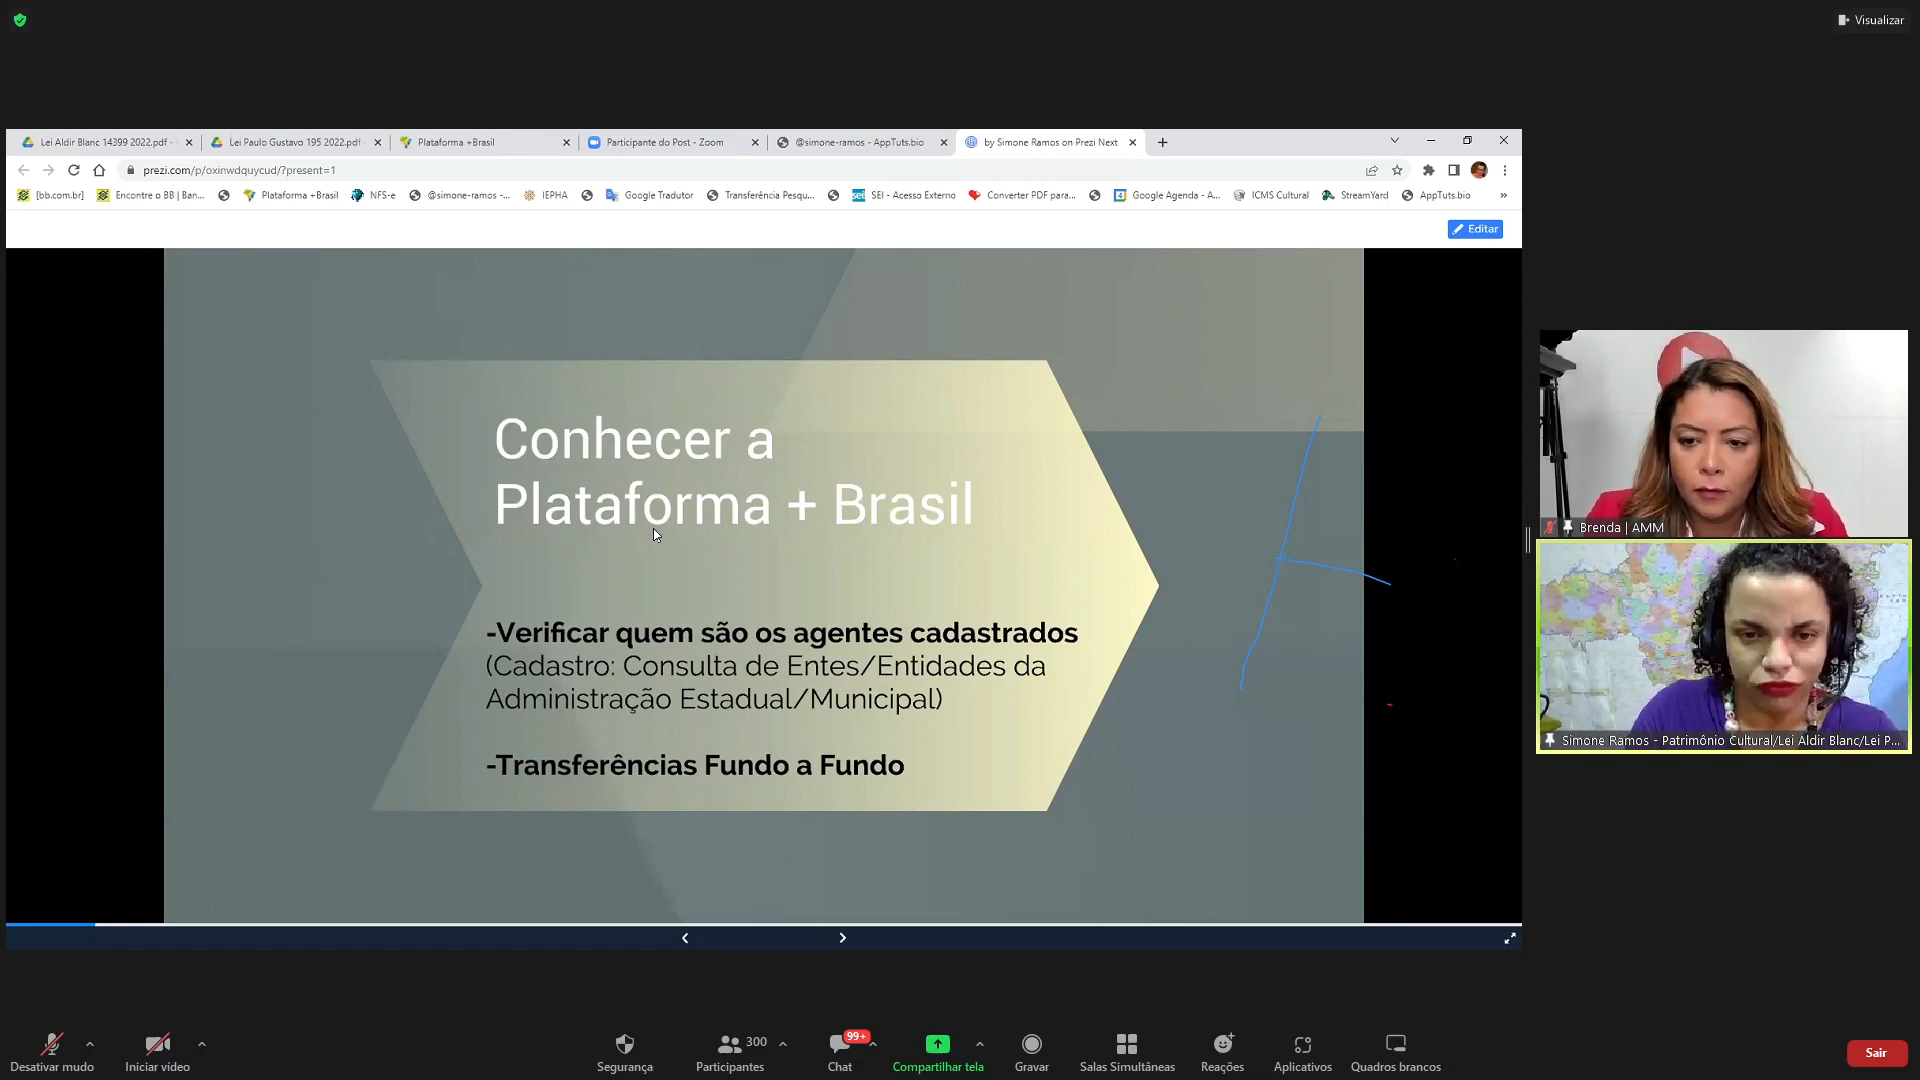 Visualizar
Lei Aldir Blanc 14399 2022.pdf -
Lei Paulo Gustavo 195 2022.pdf -
Plataforma +Brasil
Participante do Post - Zoom
@simone-ramos - AppTuts.bio
by Simone Ramos on Prezi Next
prezi.com/p/oxinwdquycud/?present=1
[bb.com.br]
Encontre o BB | Ban...
Plataforma +Brasil
NFS-e
@simone-ramos -...
IEPHA
Google Tradutor
Transferência Pesqu...
SEI - Acesso Externo
Converter PDF para...
Google Agenda - A...
ICMS Cultural
StreamYard
AppTuts.bio
»
Editar
Conhecer a
Plataforma + Brasil
-Verificar quem são os agentes cadastrados
(Cadastro: Consulta de Entes/Entidades da
Administração Estadual/Municipal)
-Transferências Fundo a Fundo
Brenda | AMM
Simone Ramos - Patrimônio Cultural/Lei Aldir Blanc/Lei P...
Desativar mudo
Iniciar vídeo
Segurança
300
Participantes
99+
Chat
Compartilhar tela
Gravar
Salas Simultâneas
Reações
Aplicativos
Quadros brancos
Sair